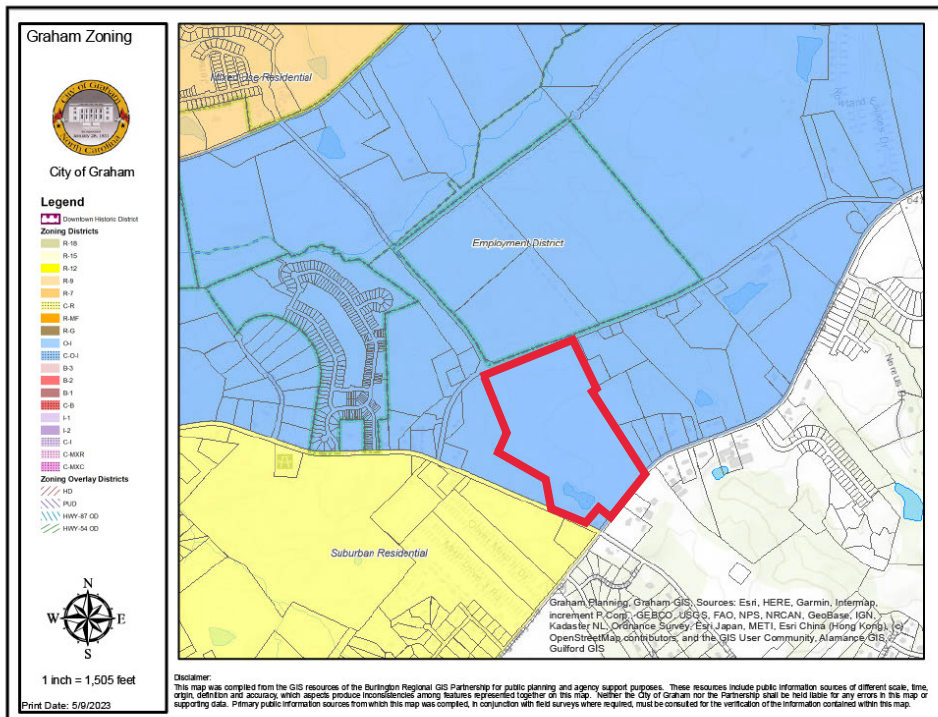 Graham Zoning
City of Graham
North Carolina
City of Graham
Legend
Downtown Historic District
Zoning Districts
R-18
R-15
R-12
R-9
R-7
C-R
R-MF
R-G
O-I
C-O-I
B-3
B-2
B-1
C-B
I-1
I-2
C-I
C-MXR
C-MXC
Zoning Overlay Districts
HD
PUD
HWY-87 OD
HWY-54 OD
N
W E
S
1 inch = 1,505 feet
Print Date: 5/9/2023
Mixed Use Residential
Employment District
Suburban Residential
Graham Planning, Graham GIS, Sources: Esri, HERE, Garmin, Intermap,
increment P Corp., GEBCO, USGS, FAO, NPS, NRCAN, GeoBase, IGN,
Kadaster NL, Ordnance Survey, Esri Japan, METI, Esri China (Hong Kong), (c)
OpenStreetMap contributors, and the GIS User Community, Alamance GIS,
Guilford GIS
Disclaimer:
This map was compiled from the GIS resources of the Burlington Regional GIS Partnership for public planning and agency support purposes. These resources include public information sources of different scale, time,
origin, definition and accuracy, which aspects produce inconsistencies among features represented together on this map. Neither the City of Graham nor the Partnership shall be held liable for any errors in this map or
supporting data. Primary public information sources from which this map was compiled, in conjunction with field surveys where required, must be consulted for the verification of the information contained within this map.